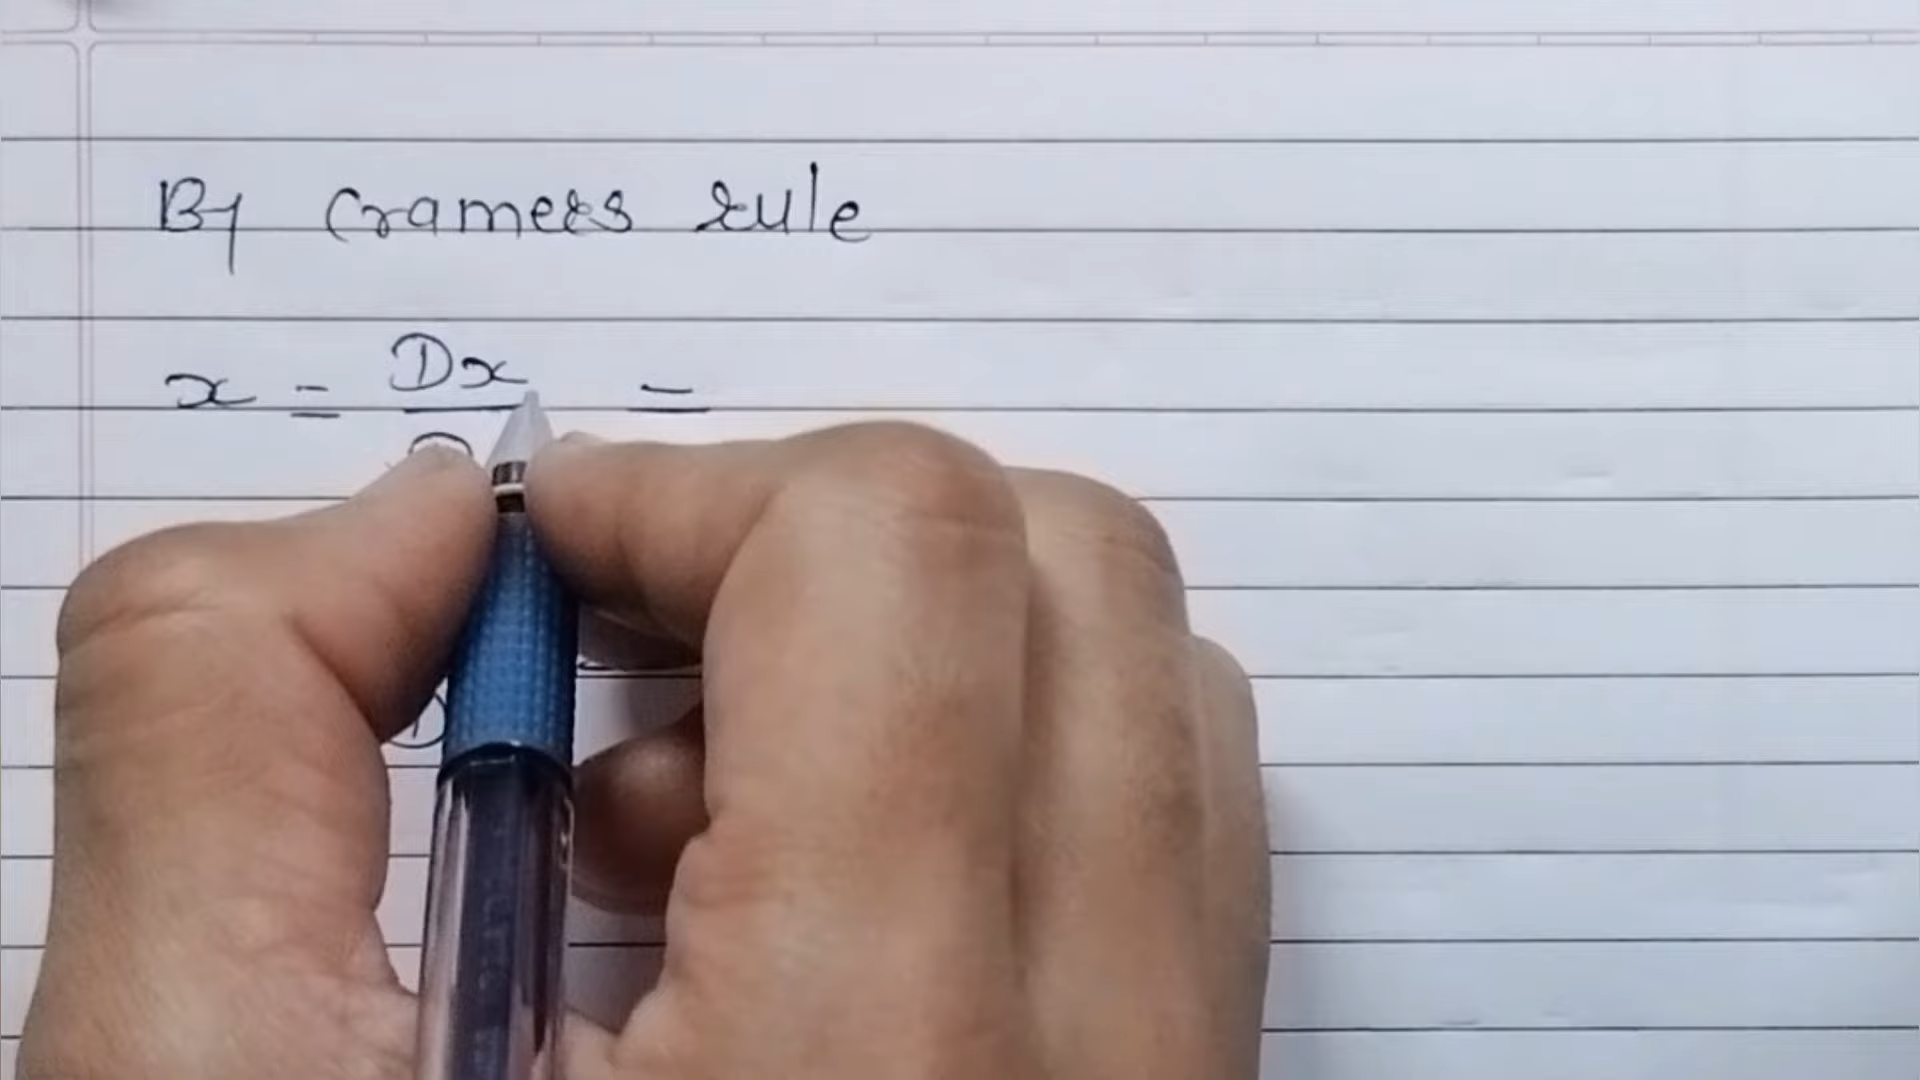 By Cramers rule
x = Dx =
D
D